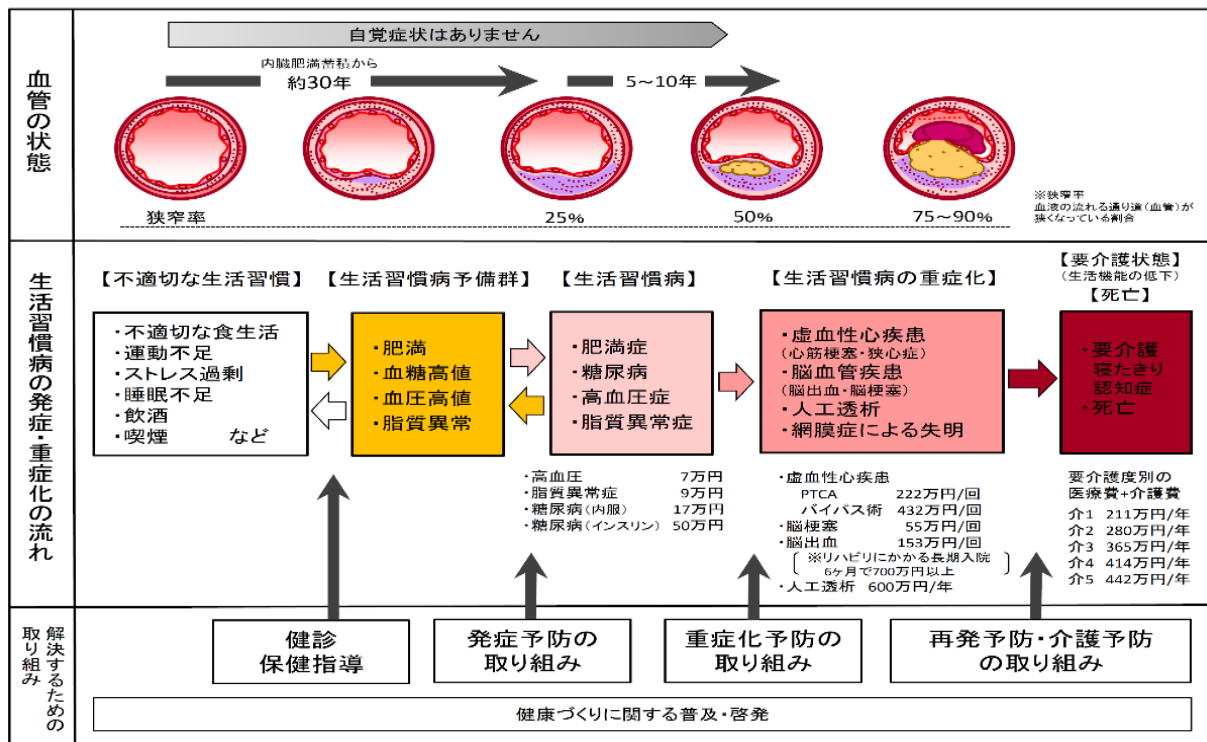 血管の状態
自覚症状はありません
内臓肥満蓄積から
約30年
5～10年
狭窄率
25%
50%
75～90%
※狭窄率
血液の流れる通り道(血管)が
狭くなっている割合
生活習慣病の発症・重症化の流れ
【不適切な生活習慣】
・不適切な食生活
・運動不足
・ストレス過剰
・睡眠不足
・飲酒
・喫煙 など
【生活習慣病予備群】
・肥満
・血糖高値
・血圧高値
・脂質異常
【生活習慣病】
・肥満症
・糖尿病
・高血圧症
・脂質異常症
・高血圧 7万円
・脂質異常症 9万円
・糖尿病(内服) 17万円
・糖尿病(インスリン) 50万円
【生活習慣病の重症化】
・虚血性心疾患
(心筋梗塞・狭心症)
・脳血管疾患
(脳出血・脳梗塞)
・人工透析
・網膜症による失明
・虚血性心疾患
PTCA 222万円/回
バイパス術 432万円/回
・脳梗塞 55万円/回
・脳出血 153万円/回
※リハビリにかかる長期入院
6ヶ月で700万円以上
・人工透析 600万円/年
【要介護状態】
(生活機能の低下)
【死亡】
・要介護
寝たきり
認知症
・死亡
要介護度別の
医療費+介護費
介1 211万円/年
介2 280万円/年
介3 365万円/年
介4 414万円/年
介5 442万円/年
解決するための
取り組み
健診
保健指導
発症予防の
取り組み
重症化予防の
取り組み
再発予防・介護予防
の取り組み
健康づくりに関する普及・啓発